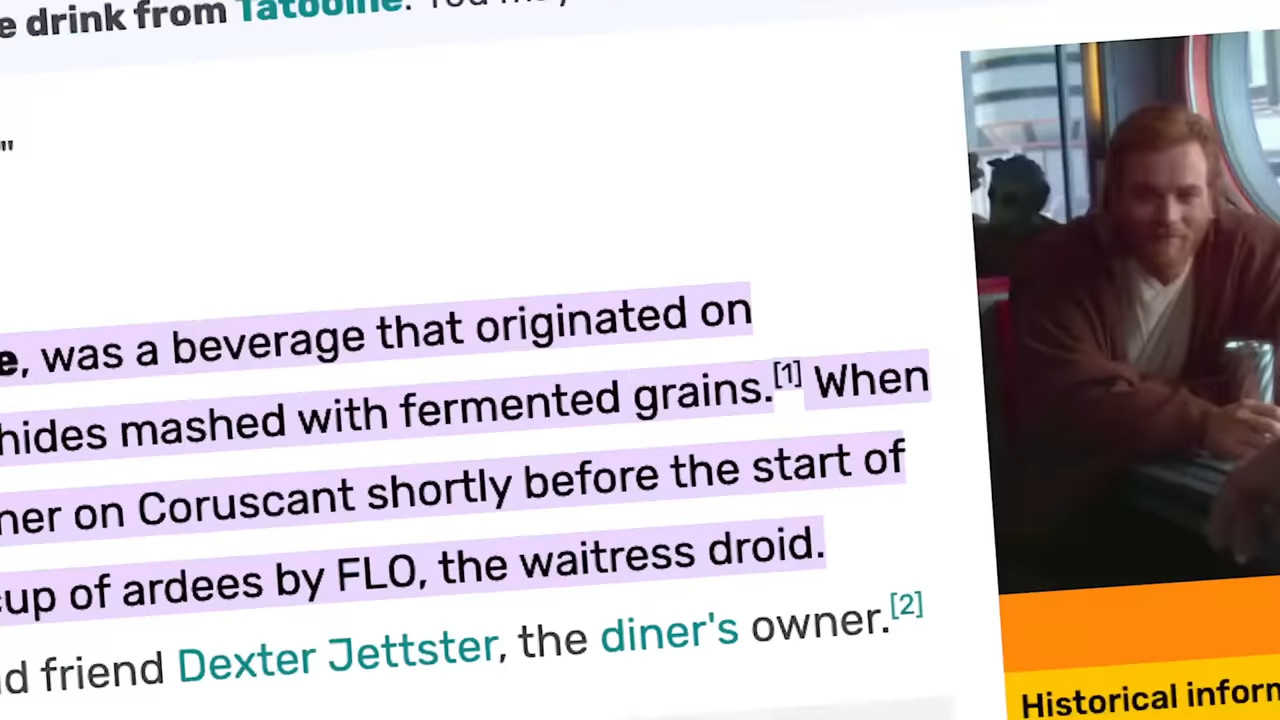 e drink from Tatooine. You may
"
e, was a beverage that originated on
hides mashed with fermented grains.[1] When
ner on Coruscant shortly before the start of
cup of ardees by FLO, the waitress droid.
d friend Dexter Jettster, the diner's owner.[2]
Historical inform